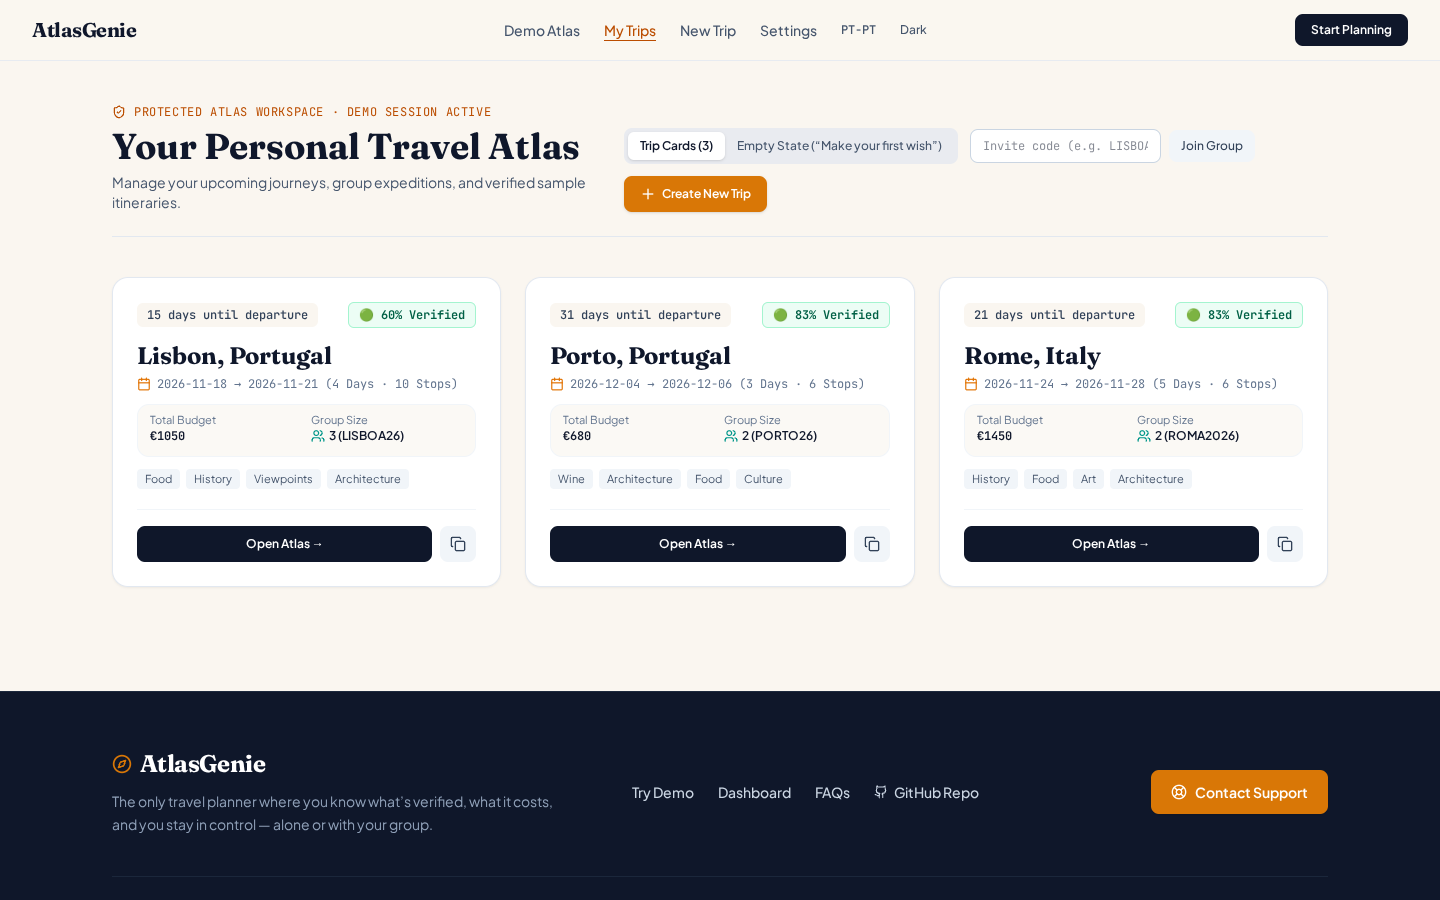 AtlasGenie
Demo Atlas
My Trips
New Trip
Settings
PT-PT
Dark
Start Planning
PROTECTED ATLAS WORKSPACE · DEMO SESSION ACTIVE
Your Personal Travel Atlas
Manage your upcoming journeys, group expeditions, and verified sample
itineraries.
Trip Cards (3)
Empty State (“Make your first wish”)
Invite code (e.g. LISBOA
Join Group
Create New Trip
15 days until departure
60% Verified
Lisbon, Portugal
2026-11-18 → 2026-11-21 (4 Days · 10 Stops)
Total Budget
€1050
Group Size
3 (LISBOA26)
Food
History
Viewpoints
Architecture
Open Atlas →
31 days until departure
83% Verified
Porto, Portugal
2026-12-04 → 2026-12-06 (3 Days · 6 Stops)
Total Budget
€680
Group Size
2 (PORTO26)
Wine
Architecture
Food
Culture
Open Atlas →
21 days until departure
83% Verified
Rome, Italy
2026-11-24 → 2026-11-28 (5 Days · 6 Stops)
Total Budget
€1450
Group Size
2 (ROMA2026)
History
Food
Art
Architecture
Open Atlas →
AtlasGenie
The only travel planner where you know what's verified, what it costs,
and you stay in control — alone or with your group.
Try Demo
Dashboard
FAQs
GitHub Repo
Contact Support